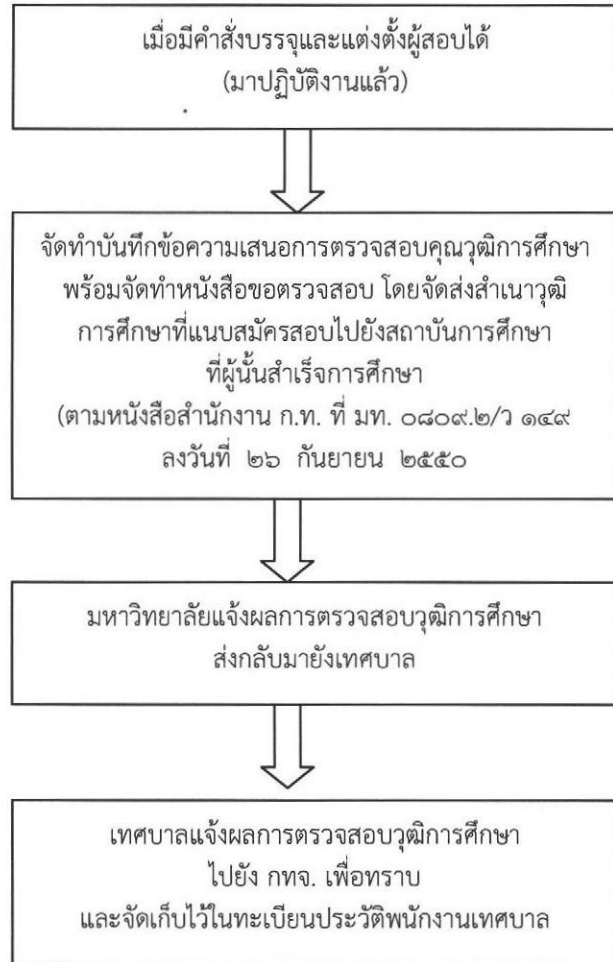 เมื่อมีคำสั่งบรรจุและแต่งตั้งผู้สอบได้
(มาปฏิบัติงานแล้ว)
จัดทำบันทึกข้อความเสนอการตรวจสอบคุณวุฒิการศึกษา
พร้อมจัดทำหนังสือขอตรวจสอบ โดยจัดส่งสำเนาวุฒิ
การศึกษาที่แนบสมัครสอบไปยังสถาบันการศึกษา
ที่ผู้นั้นสำเร็จการศึกษา
(ตามหนังสือสำนักงาน ก.ท. ที่ มท. ๐๘๐๙.๒/ว ๑๔๙
ลงวันที่ ๒๖ กันยายน ๒๕๕๐
มหาวิทยาลัยแจ้งผลการตรวจสอบวุฒิการศึกษา
ส่งกลับมายังเทศบาล
เทศบาลแจ้งผลการตรวจสอบวุฒิการศึกษา
ไปยัง กทจ. เพื่อทราบ
และจัดเก็บไว้ในทะเบียนประวัติพนักงานเทศบาล